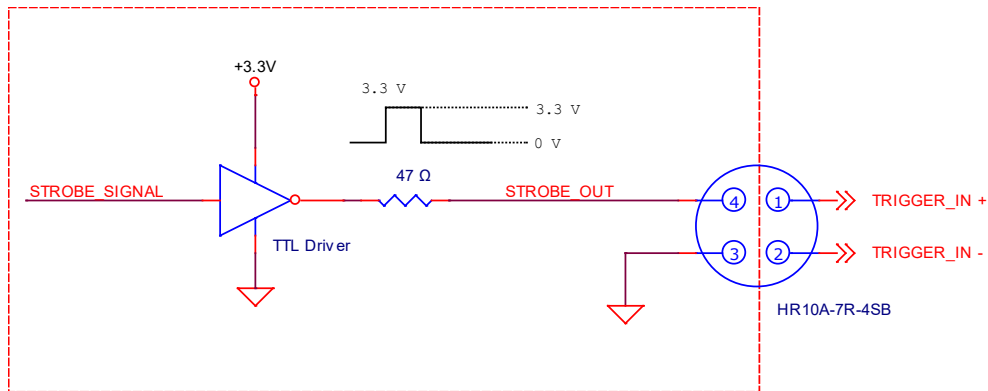 +3.3V
3.3 V
3.3 V
0 V
47 Ω
STROBE_SIGNAL
STROBE_OUT
TTL Driver
4
1
TRIGGER_IN +
3
2
TRIGGER_IN -
HR10A-7R-4SB